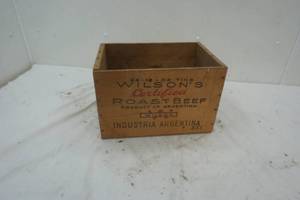 WILSON'S
Certified
ROAST BEEF
PRODUCT OF ARGENTINA
INDUSTRIA ARGENTINA